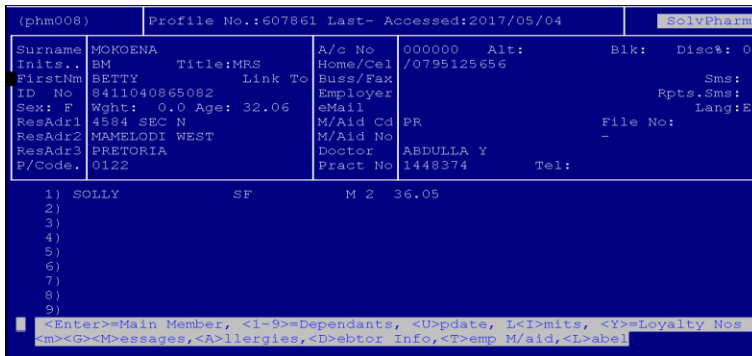 (phm008) Profile No.:607861 Last- Accessed:2017/05/04 SolvPharm
Surname MOKOENA A/c No 000000 Alt: Blk: Disc%: 0
Inits.. BM Title:MRS Home/Cel /0795125656
FirstNm BETTY Link To Buss/Fax Sms:
ID No 8411040865082 Employer Rpts.Sms:
Sex: F Wght: 0.0 Age: 32.06 eMail Lang:E
ResAdr1 4584 SEC N M/Aid Cd PR File No:
ResAdr2 MAMELODI WEST M/Aid No -
ResAdr3 PRETORIA Doctor ABDULLA Y
P/Code. 0122 Pract No 1448374 Tel:
1) SOLLY SF M 2 36.05
2)
3)
4)
5)
6)
7)
8)
9)
<Enter>=Main Member, <1-9>=Dependants, <U>pdate, L<I>mits, <Y>=Loyalty Nos
<m><G><M>essages,<A>llergies,<D>ebtor Info,<T>emp M/aid,<L>abel